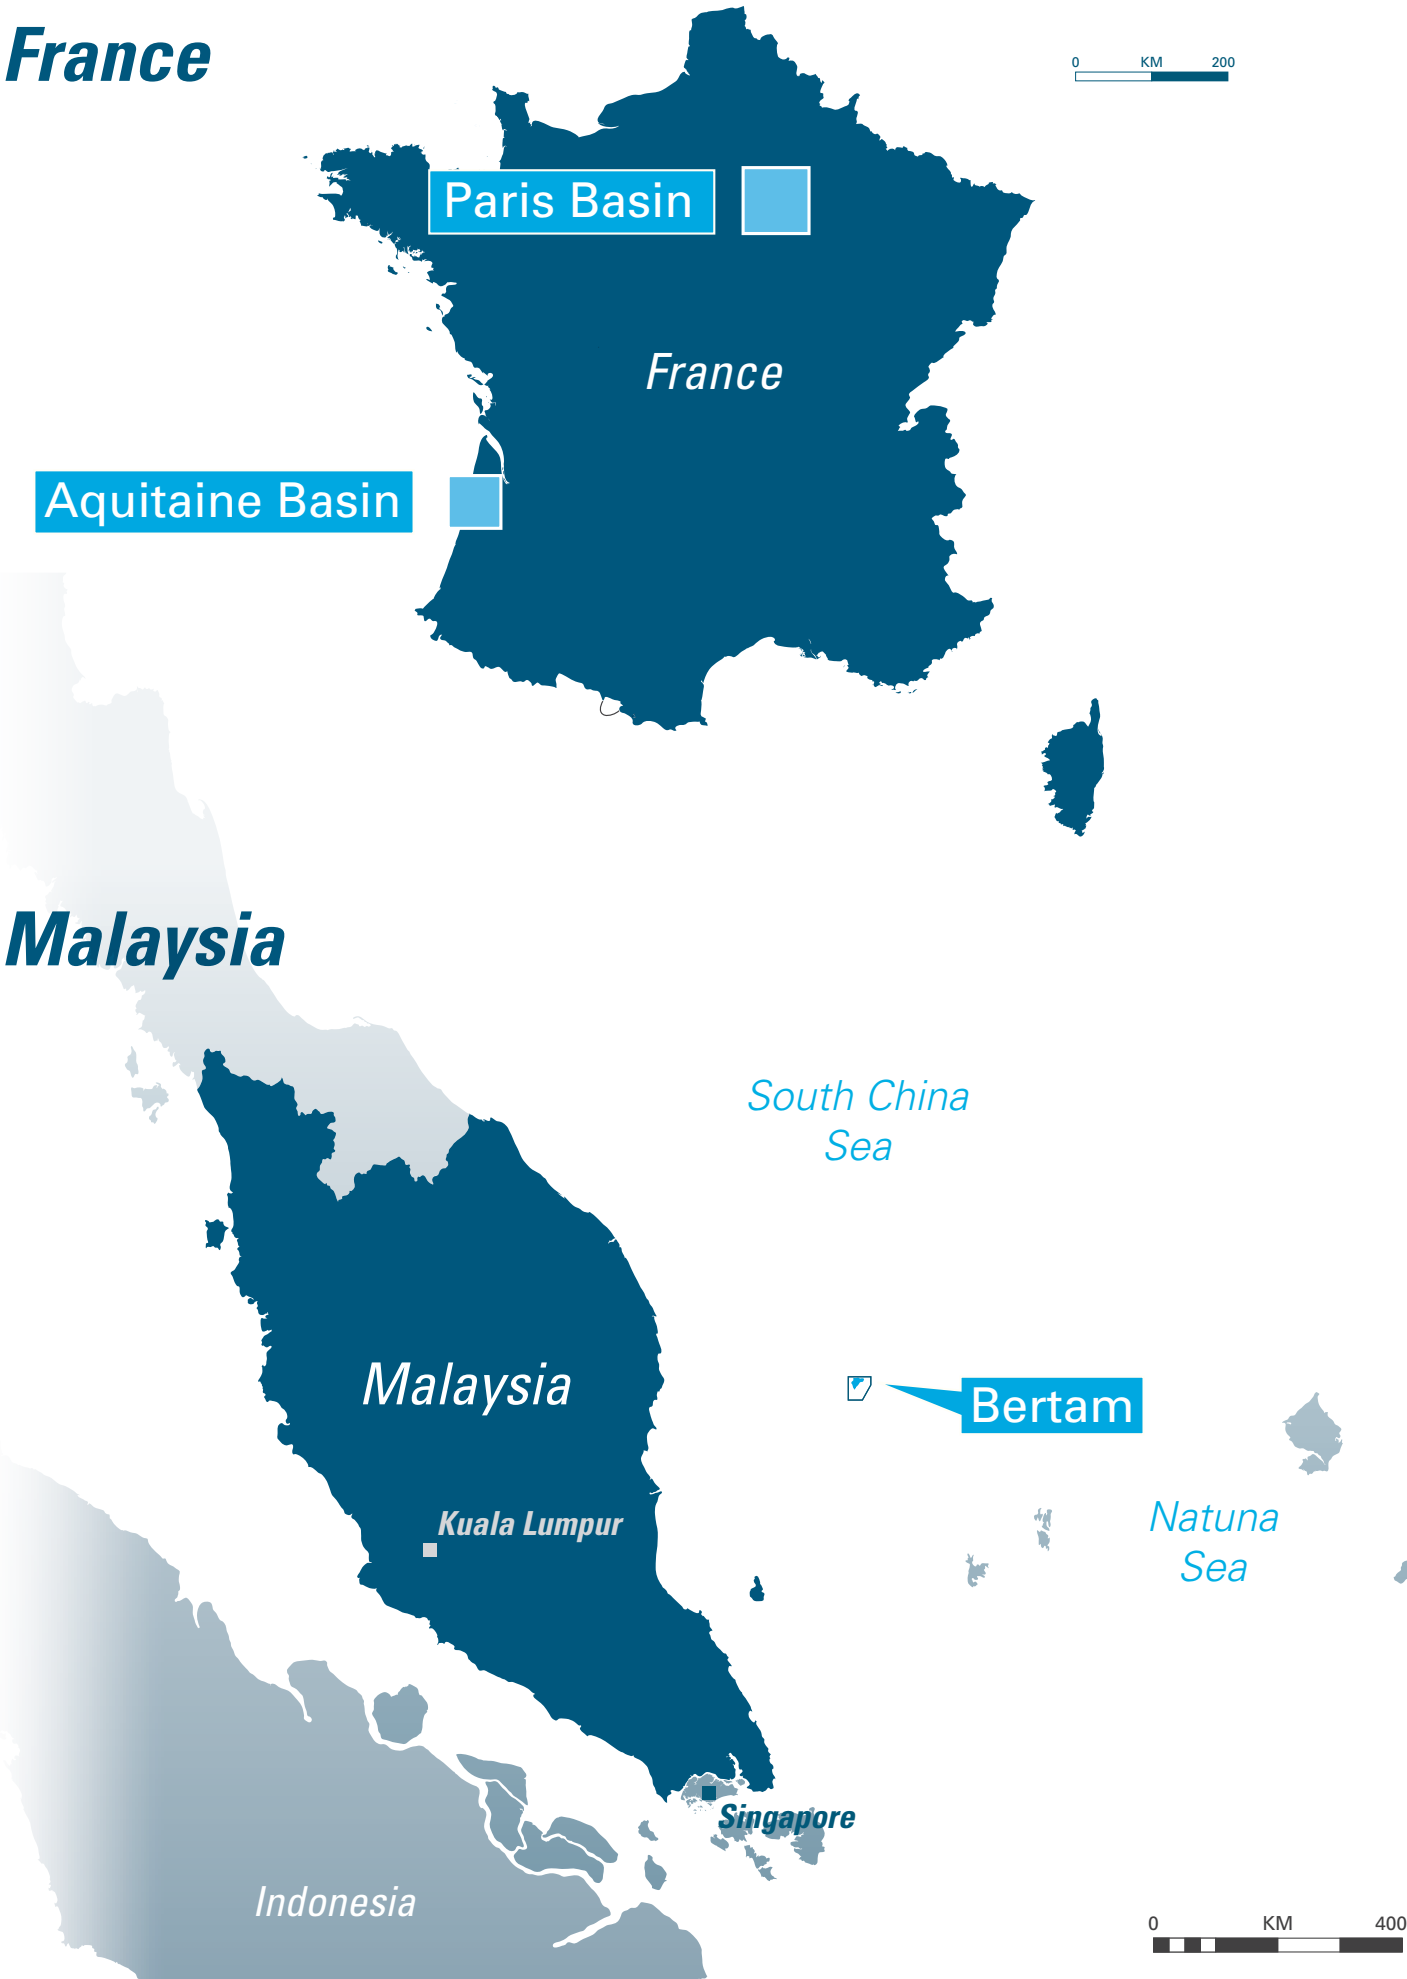 France
0 KM 200
Paris Basin
France
Aquitaine Basin
Malaysia
South China
Sea
Malaysia
Bertam
Kuala Lumpur
Natuna
Sea
Singapore
Indonesia
0 KM 400